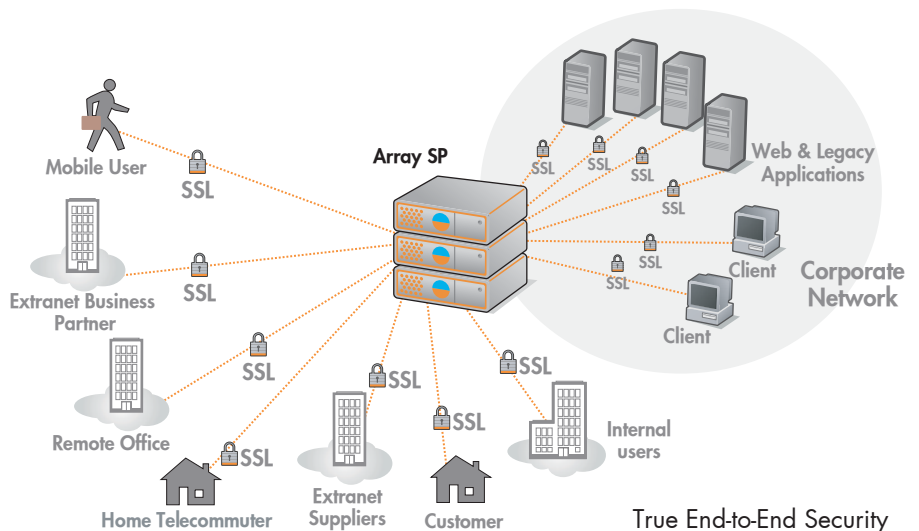 Mobile User
SSL
Array SP
SSL
SSL
SSL
SSL
Web & Legacy
Applications
Extranet Business
Partner
SSL
SSL
SSL
Client
Client
Corporate
Network
Remote Office
SSL
Home Telecommuter
SSL
Extranet
Suppliers
SSL
Customer
SSL
Internal
users
SSL
True End-to-End Security